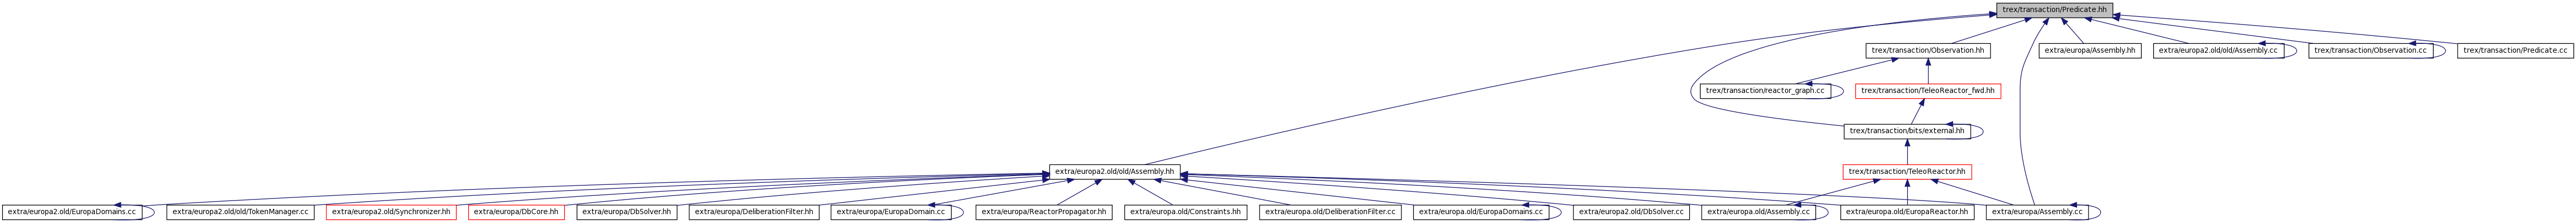 trex/transaction/Predicate.hh
trex/transaction/Observation.hh
extra/europa/Assembly.hh
extra/europa2.old/old/Assembly.cc
trex/transaction/Observation.cc
trex/transaction/Predicate.cc
trex/transaction/reactor_graph.cc
trex/transaction/TeleoReactor_fwd.hh
trex/transaction/bits/external.hh
extra/europa2.old/old/Assembly.hh
trex/transaction/TeleoReactor.hh
extra/europa2.old/EuropaDomains.cc
extra/europa2.old/old/TokenManager.cc
extra/europa2.old/Synchronizer.hh
extra/europa/DbCore.hh
extra/europa/DbSolver.hh
extra/europa/DeliberationFilter.hh
extra/europa/EuropaDomain.cc
extra/europa/ReactorPropagator.hh
extra/europa.old/Constraints.hh
extra/europa.old/DeliberationFilter.cc
extra/europa.old/EuropaDomains.cc
extra/europa2.old/DbSolver.cc
extra/europa.old/Assembly.cc
extra/europa.old/EuropaReactor.hh
extra/europa/Assembly.cc